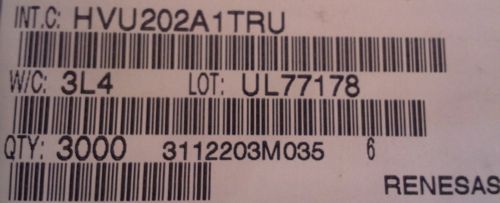 INT.C: HVU202A1TRU
W/C: 3L4 LOT: UL77178
QTY: 3000 3112203M035 6
RENESAS